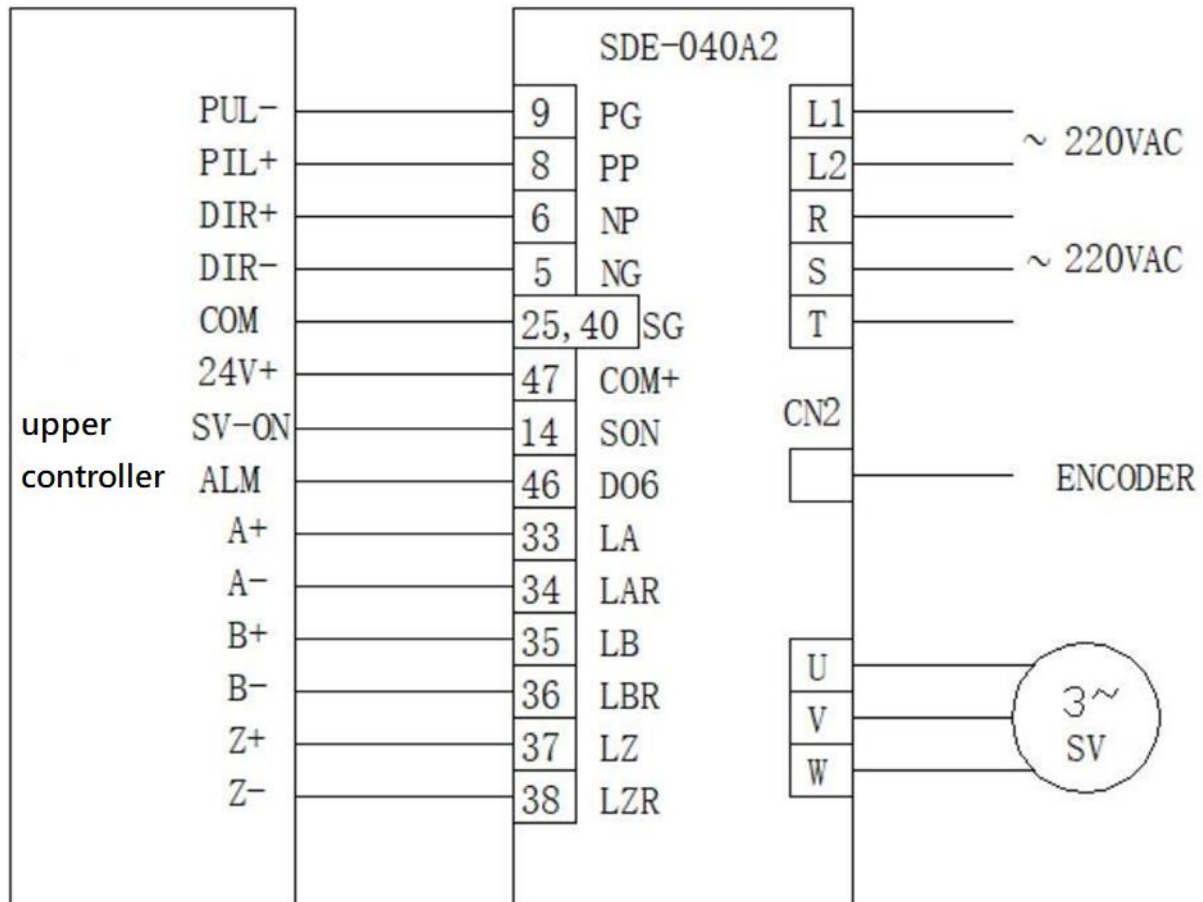 SDE-040A2
PUL- 9 PG L1
PIL+ 8 PP L2 ~ 220VAC
DIR+ 6 NP R
DIR- 5 NG S ~ 220VAC
COM 25,40 SG T
24V+ 47 COM+
upper SV-ON 14 SON CN2
controller ALM 46 DO6 ENCODER
A+ 33 LA
A- 34 LAR
B+ 35 LB U
B- 36 LBR V 3~
Z+ 37 LZ W SV
Z- 38 LZR